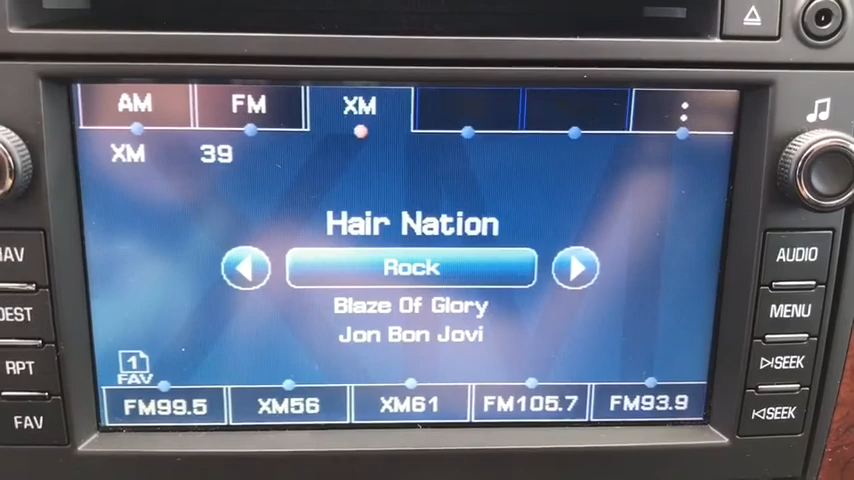 AM FM XM
XM 39
Hair Nation
Rock
Blaze Of Glory
Jon Bon Jovi
1
FAV
FM99.5 XM56 XM61 FM105.7 FM93.9
NAV
DEST
RPT
FAV
AUDIO
MENU
SEEK
SEEK